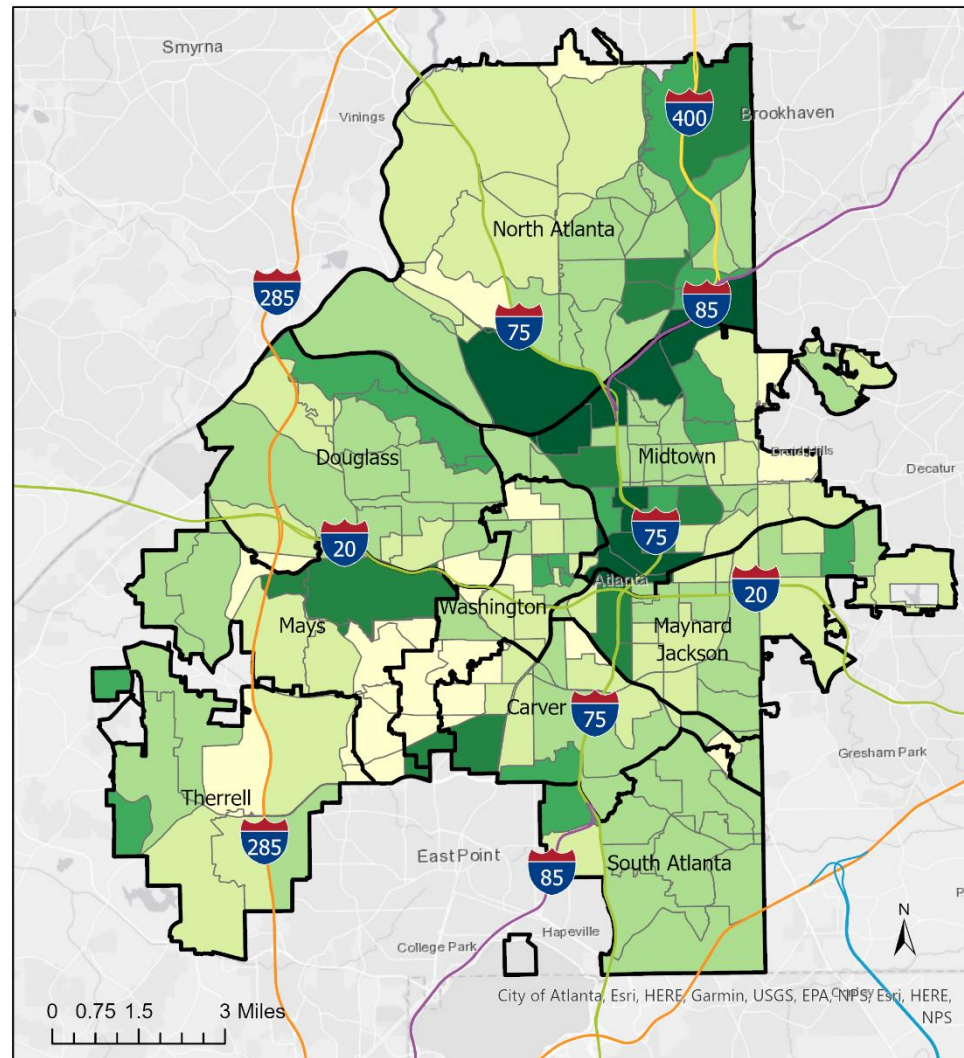 Smyrna
400
Brookhaven
Vinings
North Atlanta
285
85
75
Douglass
Midtown
Druid Hills
Decatur
20
75
Atlanta
20
Washington
Mays
Maynard
Jackson
Carver
75
Gresham Park
Therrell
285
East Point
South Atlanta
85
N
Hapeville
College Park
City of Atlanta, Esri, HERE, Garmin, USGS, EPA, NPS, Esri, HERE,
NPS
0 0.75 1.5 3 Miles